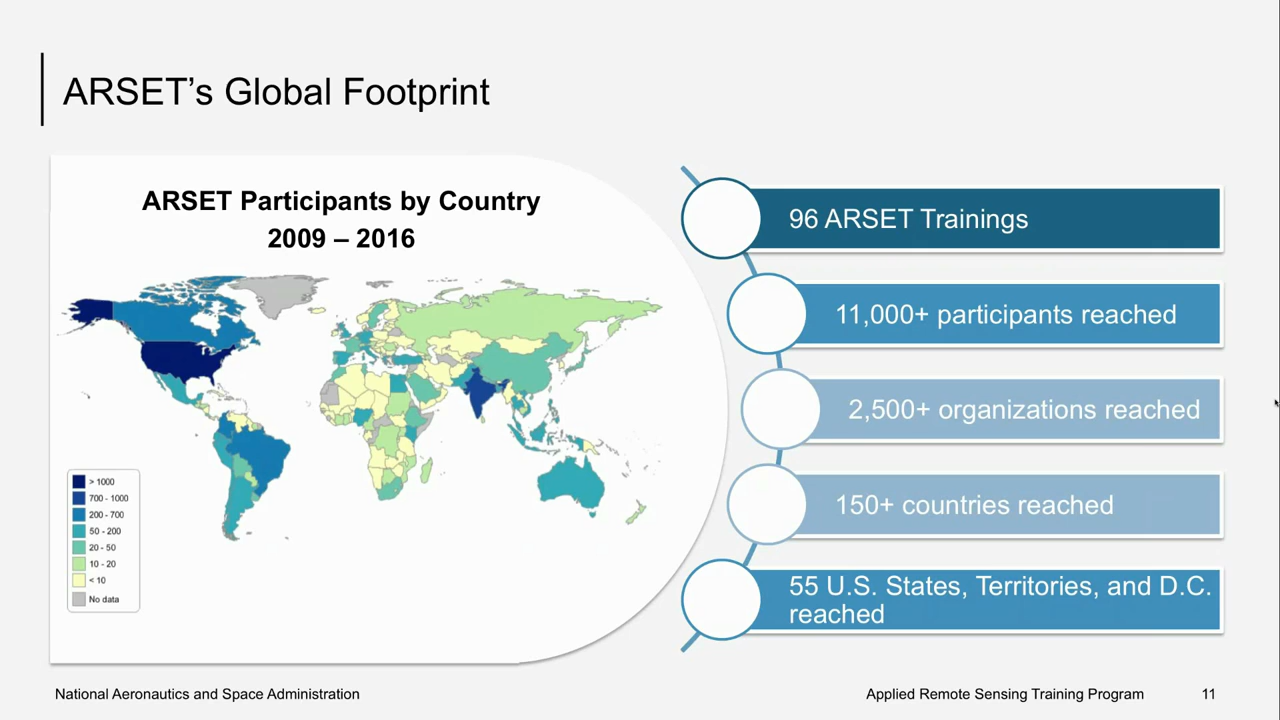 ARSET’s Global Footprint
ARSET Participants by Country
2009 – 2016
> 1000
700 - 1000
200 - 700
50 - 200
20 - 50
10 - 20
< 10
No data
96 ARSET Trainings
11,000+ participants reached
2,500+ organizations reached
150+ countries reached
55 U.S. States, Territories, and D.C.
reached
National Aeronautics and Space Administration
Applied Remote Sensing Training Program
11